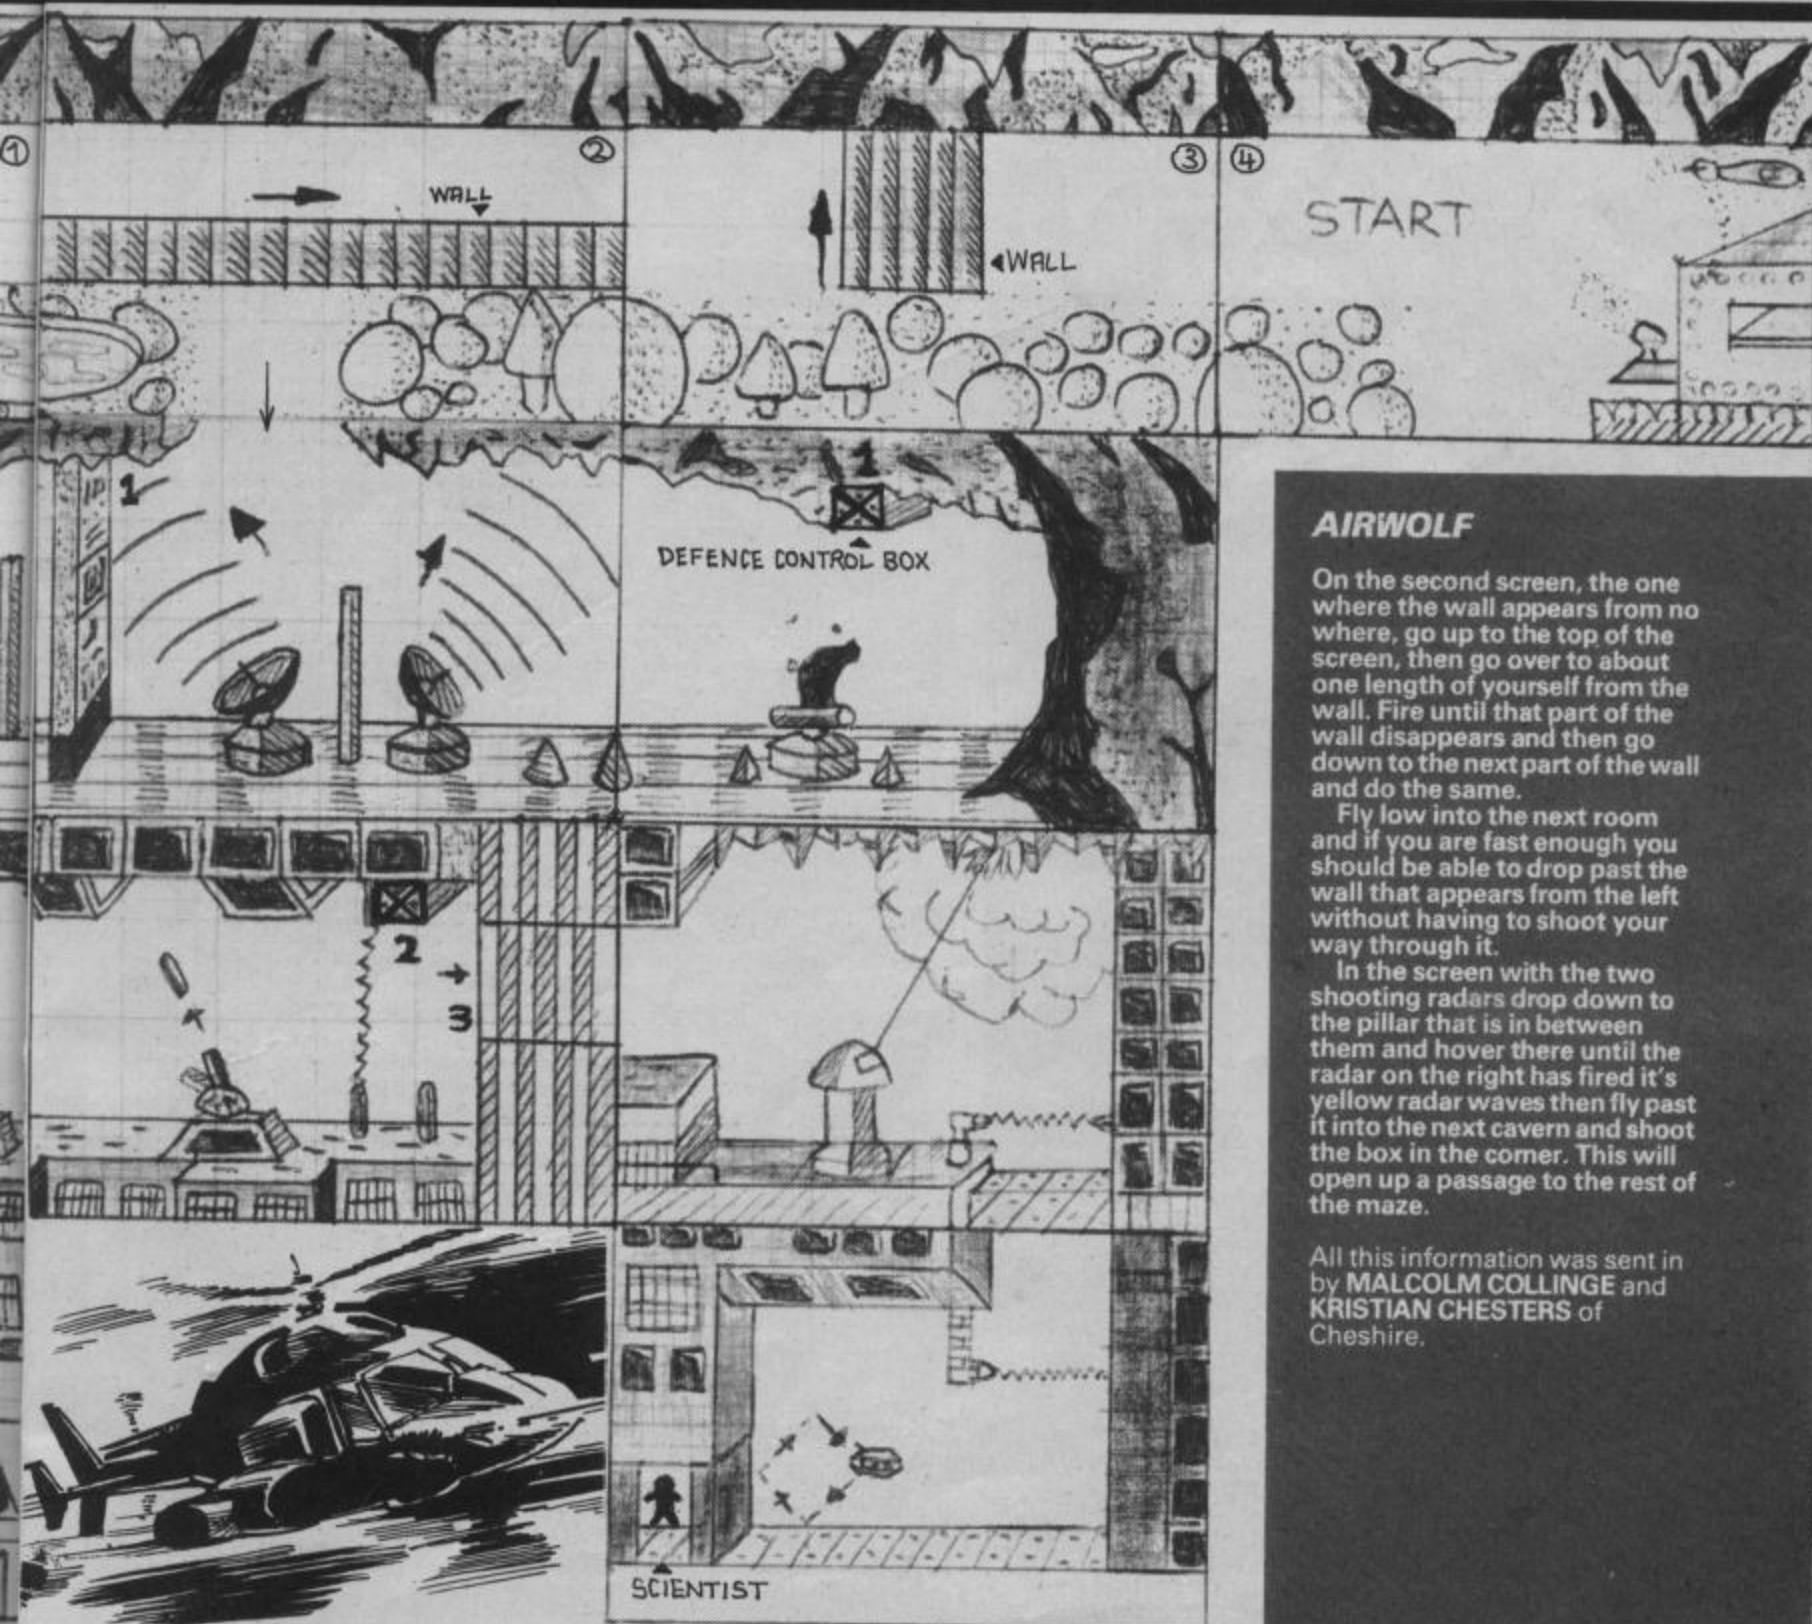 1
2
3
4
WALL
START
WALL
1
1
DEFENCE CONTROL BOX
2
3
SCIENTIST
AIRWOLF
On the second screen, the one
where the wall appears from no
where, go up to the top of the
screen, then go over to about
one length of yourself from the
wall. Fire until that part of the
wall disappears and then go
down to the next part of the wall
and do the same.
Fly low into the next room
and if you are fast enough you
should be able to drop past the
wall that appears from the left
without having to shoot your
way through it.
In the screen with the two
shooting radars drop down to
the pillar that is in between
them and hover there until the
radar on the right has fired it's
yellow radar waves then fly past
it into the next cavern and shoot
the box in the corner. This will
open up a passage to the rest of
the maze.
All this information was sent in
by MALCOLM COLLINGE and
KRISTIAN CHESTERS of
Cheshire.